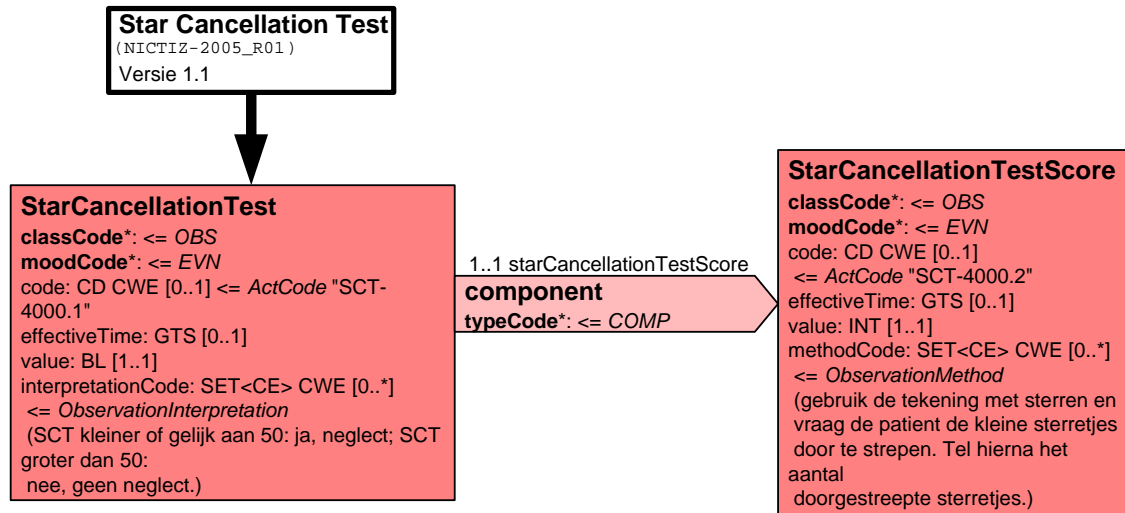 Star Cancellation Test
(NICTIZ-2005_R01)
Versie 1.1
StarCancellationTest
classCode*: <= OBS
moodCode*: <= EVN
code: CD CWE [0..1] <= ActCode "SCT-
4000.1"
effectiveTime: GTS [0..1]
value: BL [1..1]
interpretationCode: SET<CE> CWE [0..*]
<= ObservationInterpretation
(SCT kleiner of gelijk aan 50: ja, neglect; SCT
groter dan 50:
nee, geen neglect.)
1..1 starCancellationTestScore
component
typeCode*: <= COMP
StarCancellationTestScore
classCode*: <= OBS
moodCode*: <= EVN
code: CD CWE [0..1]
<= ActCode "SCT-4000.2"
effectiveTime: GTS [0..1]
value: INT [1..1]
methodCode: SET<CE> CWE [0..*]
<= ObservationMethod
(gebruik de tekening met sterren en
vraag de patient de kleine sterretjes
door te strepen. Tel hierna het
aantal
doorgestreepte sterretjes.)